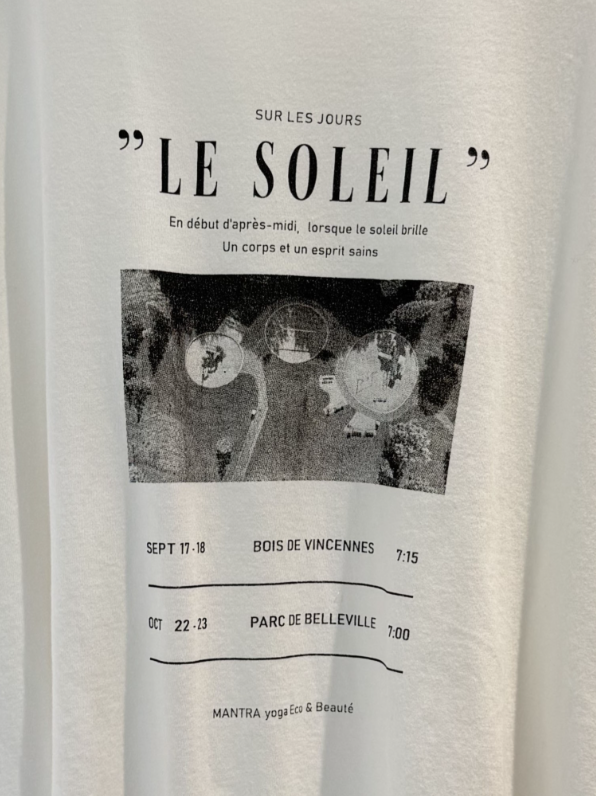 SUR LES JOURS
”LE SOLEIL”
En début d'après-midi, lorsque le soleil brille
Un corps et un esprit sains
SEPT 17-18 BOIS DE VINCENNES 7:15
OCT 22-23 PARC DE BELLEVILLE 7:00
MANTRA yoga Eco & Beauté